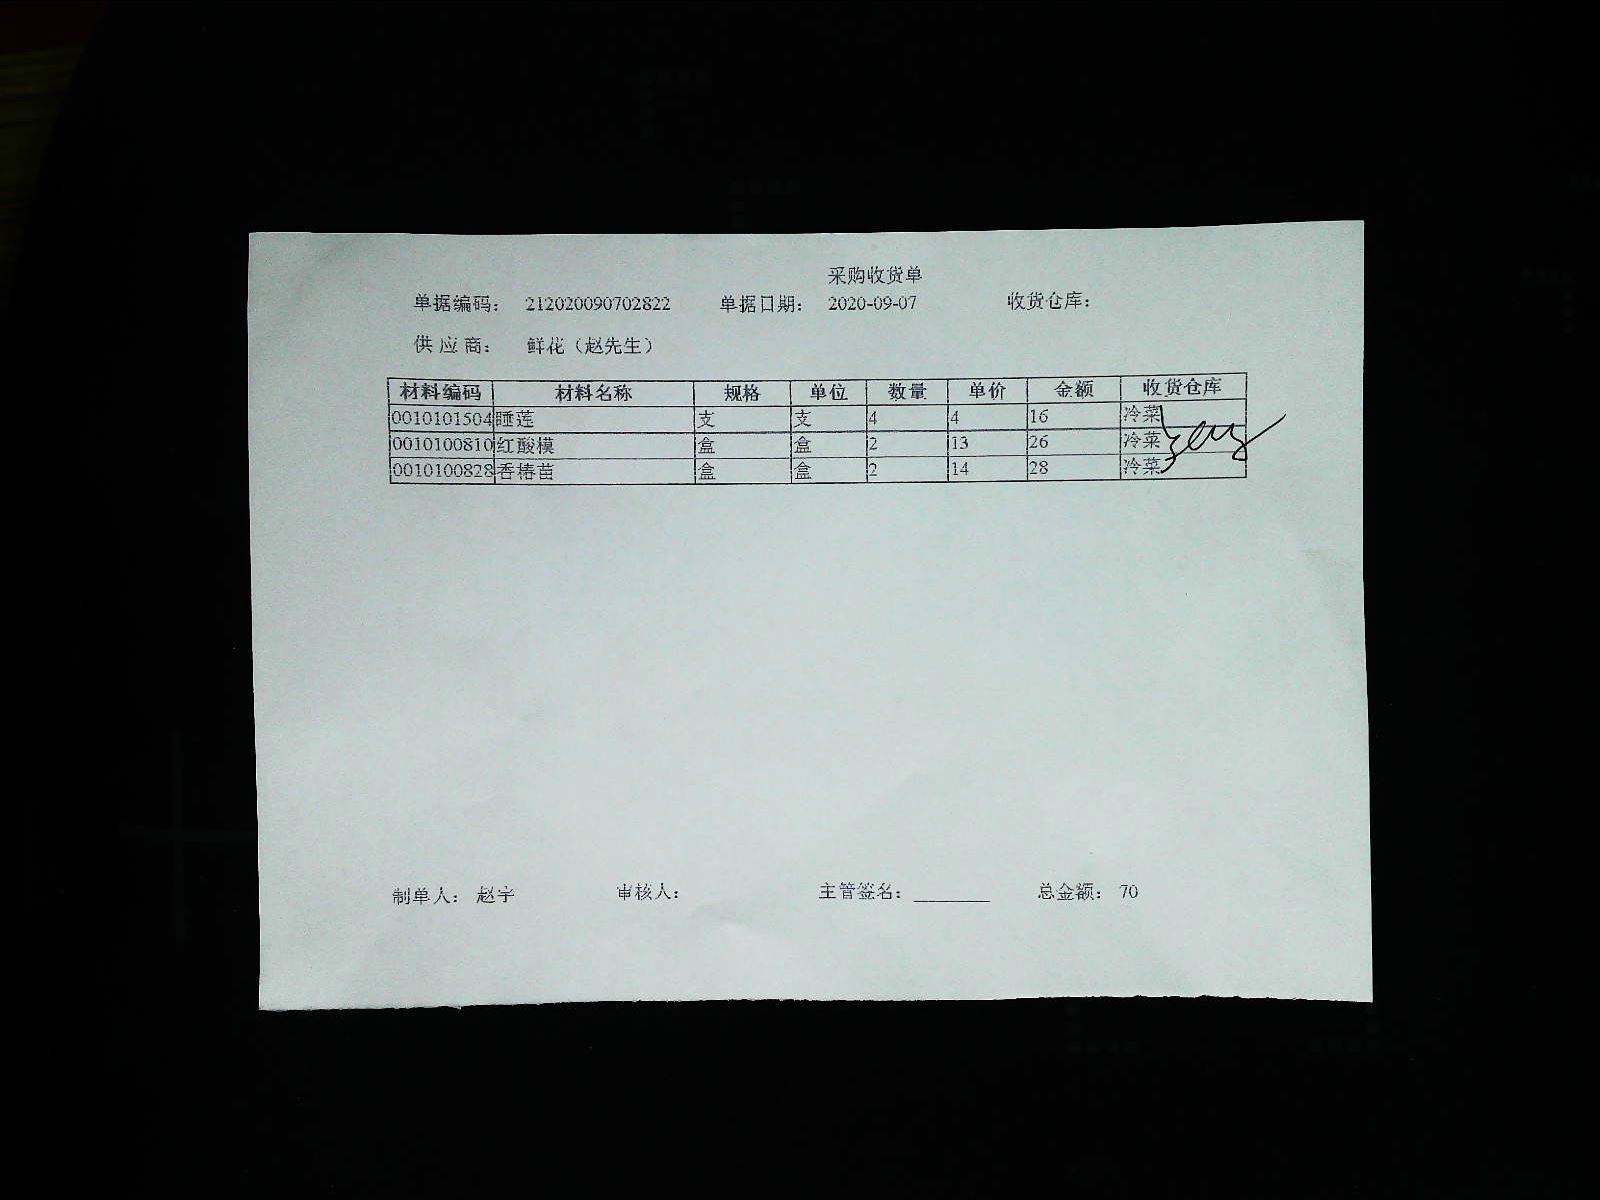 采购收货单
单据编码： 212020090702822 单据日期： 2020-09-07 收货仓库：
供 应 商： 鲜花（赵先生）
材料编码 材料名称 规格 单位 数量 单价 金额 收货仓库
0010101504 睡莲 支 支 4 4 16 冷菜
0010100810 红酸模 盒 盒 2 13 26 冷菜
0010100828 香椿苗 盒 盒 2 14 28 冷菜
制单人： 赵宇 审核人： 主管签名：________ 总金额： 70